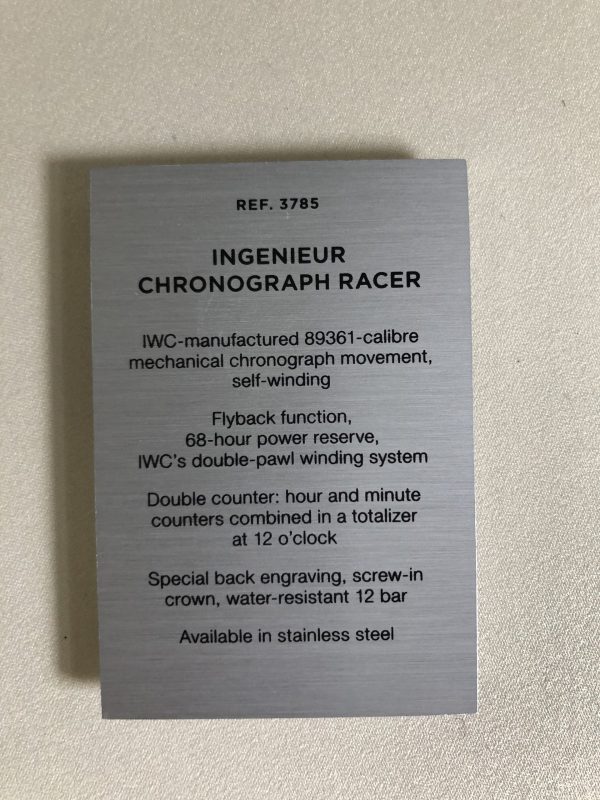 REF. 3785
INGENIEUR
CHRONOGRAPH RACER
IWC-manufactured 89361-calibre
mechanical chronograph movement,
self-winding
Flyback function,
68-hour power reserve,
IWC's double-pawl winding system
Double counter: hour and minute
counters combined in a totalizer
at 12 o'clock
Special back engraving, screw-in
crown, water-resistant 12 bar
Available in stainless steel